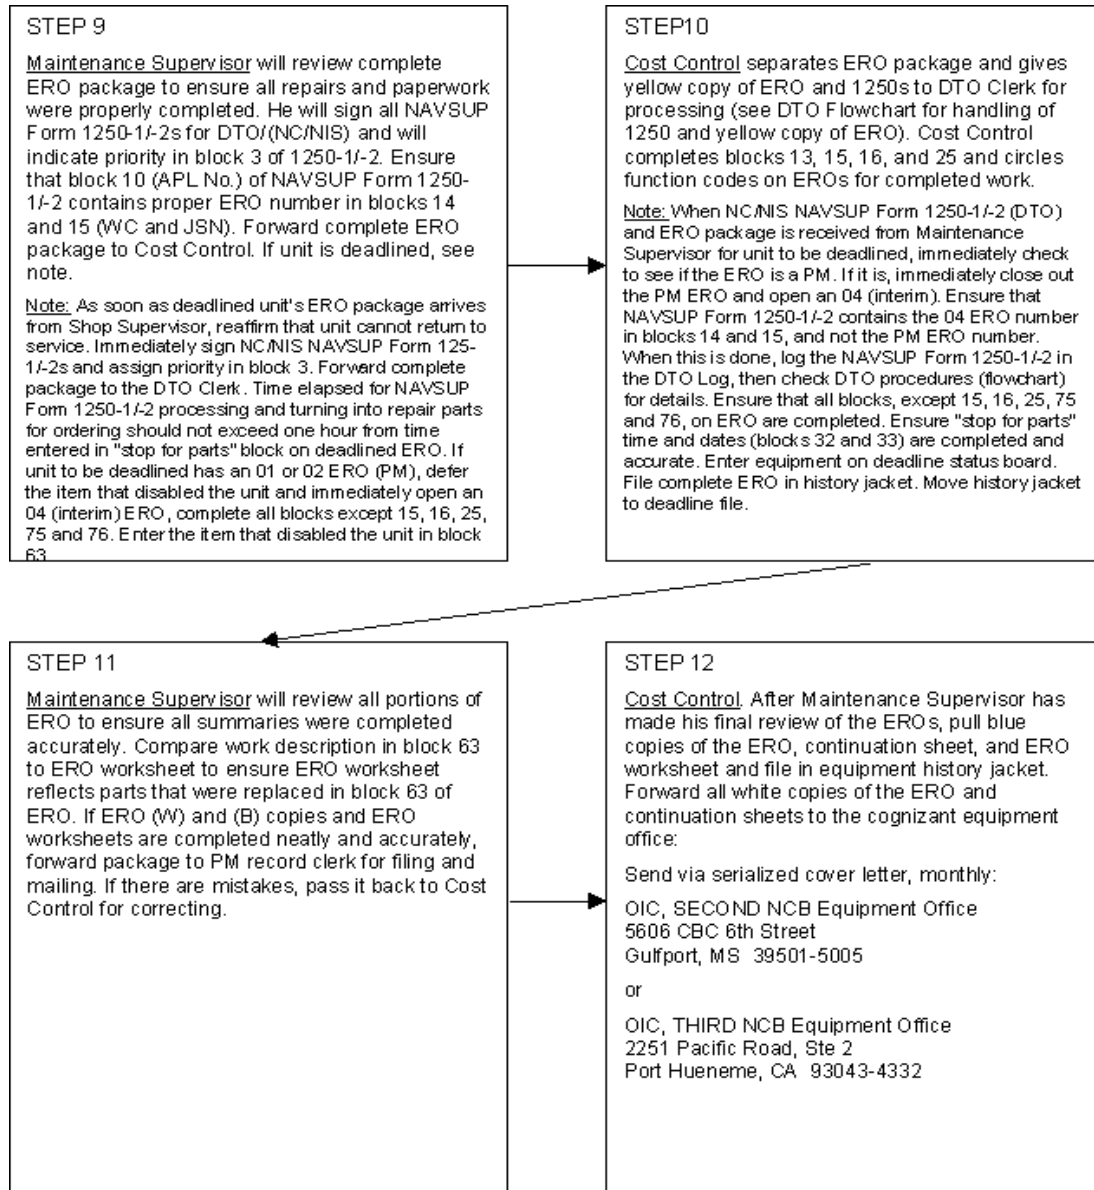 STEP 9
Maintenance Supervisor will review complete
ERO package to ensure all repairs and paperwork
were properly completed. He will sign all NAVSUP
Form 1250-1/-2s for DTO/(NC/NIS) and will
indicate priority in block 3 of 1250-1/-2. Ensure
that block 10 (APL No.) of NAVSUP Form 1250-
1/-2 contains proper ERO number in blocks 14
and 15 (WC and JSN). Forward complete ERO
package to Cost Control. If unit is deadlined, see
note.
Note: As soon as deadlined unit's ERO package arrives
from Shop Supervisor, reaffirm that unit cannot return to
service. Immediately sign NC/NIS NAVSUP Form 125-
1/-2s and assign priority in block 3. Forward complete
package to the DTO Clerk. Time elapsed for NAVSUP
Form 1250-1/-2 processing and turning into repair parts
for ordering should not exceed one hour from time
entered in "stop for parts" block on deadlined ERO. If
unit to be deadlined has an 01 or 02 ERO (PM), defer
the item that disabled the unit and immediately open an
04 (interim) ERO, complete all blocks except 15, 16, 25,
75 and 76. Enter the item that disabled the unit in block
63
STEP10
Cost Control separates ERO package and gives
yellow copy of ERO and 1250s to DTO Clerk for
processing (see DTO Flowchart for handling of
1250 and yellow copy of ERO). Cost Control
completes blocks 13, 15, 16, and 25 and circles
function codes on EROs for completed work.
Note: When NC/NIS NAVSUP Form 1250-1/-2 (DTO)
and ERO package is received from Maintenance
Supervisor for unit to be deadlined, immediately check
to see if the ERO is a PM. If it is, immediately close out
the PM ERO and open an 04 (interim). Ensure that
NAVSUP Form 1250-1/-2 contains the 04 ERO number
in blocks 14 and 15, and not the PM ERO number.
When this is done, log the NAVSUP Form 1250-1/-2 in
the DTO Log, then check DTO procedures (flowchart)
for details. Ensure that all blocks, except 15, 16, 25, 75
and 76, on ERO are completed. Ensure "stop for parts"
time and dates (blocks 32 and 33) are completed and
accurate. Enter equipment on deadline status board.
File complete ERO in history jacket. Move history jacket
to deadline file.
STEP 11
Maintenance Supervisor will review all portions of
ERO to ensure all summaries were completed
accurately. Compare work description in block 63
to ERO worksheet to ensure ERO worksheet
reflects parts that were replaced in block 63 of
ERO. If ERO (W) and (B) copies and ERO
worksheets are completed neatly and accurately,
forward package to PM record clerk for filing and
mailing. If there are mistakes, pass it back to Cost
Control for correcting.
STEP 12
Cost Control. After Maintenance Supervisor has
made his final review of the EROs, pull blue
copies of the ERO, continuation sheet, and ERO
worksheet and file in equipment history jacket.
Forward all white copies of the ERO and
continuation sheets to the cognizant equipment
office:
Send via serialized cover letter, monthly:
OIC, SECOND NCB Equipment Office
5606 CBC 6th Street
Gulfport, MS 39501-5005
or
OIC, THIRD NCB Equipment Office
2251 Pacific Road, Ste 2
Port Hueneme, CA 93043-4332